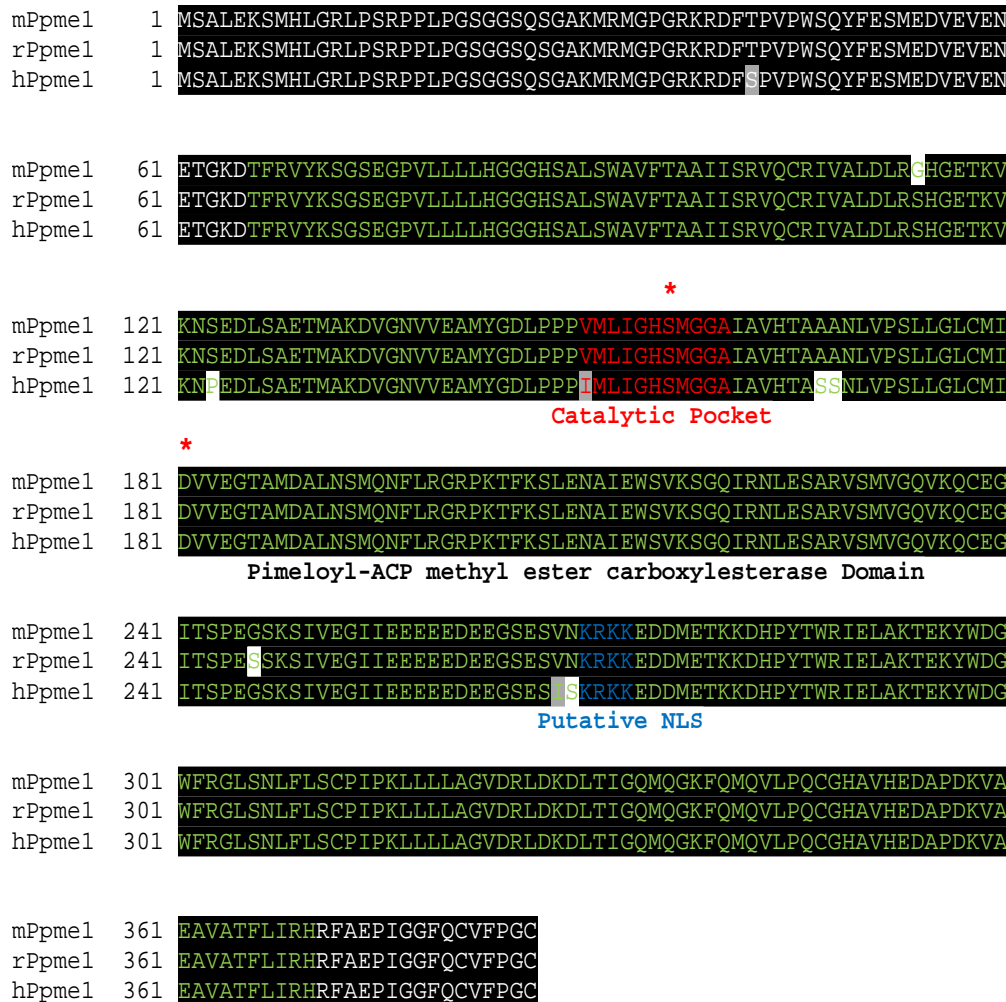 mPpme1 1 MSALEKSMHLGRLPSRPPLPGSGGSQSGAKMRMGPGRKRDFTPVPWSQYFESMEDVEVEN
rPpme1 1 MSALEKSMHLGRLPSRPPLPGSGGSQSGAKMRMGPGRKRDFTPVPWSQYFESMEDVEVEN
hPpme1 1 MSALEKSMHLGRLPSRPPLPGSGGSQSGAKMRMGPGRKRDFSPVPWSQYFESMEDVEVEN
mPpme1 61 ETGKDTFRVYKSGSEGPVLLLLHGGGHSALSWAVFTAAIISRVQCRIVALDLRGHGETKV
rPpme1 61 ETGKDTFRVYKSGSEGPVLLLLHGGGHSALSWAVFTAAIISRVQCRIVALDLRSHGETKV
hPpme1 61 ETGKDTFRVYKSGSEGPVLLLLHGGGHSALSWAVFTAAIISRVQCRIVALDLRSHGETKV
*
mPpme1 121 KNSEDLSAETMAKDVGNVVEAMYGDLPPPVMLIGHSMGGAIAVHTAAANLVPSLLGLCMI
rPpme1 121 KNSEDLSAETMAKDVGNVVEAMYGDLPPPVMLIGHSMGGAIAVHTAAANLVPSLLGLCMI
hPpme1 121 KNPEDLSAETMAKDVGNVVEAMYGDLPPPIMLIGHSMGGAIAVHTASSNLVPSLLGLCMI
Catalytic Pocket
*
mPpme1 181 DVVEGTAMDALNSMQNFLRGRPKTFKSLENAIEWSVKSGQIRNLESARVSMVGQVKQCEG
rPpme1 181 DVVEGTAMDALNSMQNFLRGRPKTFKSLENAIEWSVKSGQIRNLESARVSMVGQVKQCEG
hPpme1 181 DVVEGTAMDALNSMQNFLRGRPKTFKSLENAIEWSVKSGQIRNLESARVSMVGQVKQCEG
Pimeloyl-ACP methyl ester carboxylesterase Domain
mPpme1 241 ITSPEGSKSIVEGIIEEEEEDEEGSESVNKRKKEDDMETKKDHPYTWRIELAKTEKYWDG
rPpme1 241 ITSPESSKSIVEGIIEEEEEDEEGSESVNKRKKEDDMETKKDHPYTWRIELAKTEKYWDG
hPpme1 241 ITSPEGSKSIVEGIIEEEEEDEEGSESISKRKKEDDMETKKDHPYTWRIELAKTEKYWDG
Putative NLS
mPpme1 301 WFRGLSNLFLSCPIPKLLLLAGVDRLDKDLTIGQMQGKFQMQVLPQCGHAVHEDAPDKVA
rPpme1 301 WFRGLSNLFLSCPIPKLLLLAGVDRLDKDLTIGQMQGKFQMQVLPQCGHAVHEDAPDKVA
hPpme1 301 WFRGLSNLFLSCPIPKLLLLAGVDRLDKDLTIGQMQGKFQMQVLPQCGHAVHEDAPDKVA
mPpme1 361 EAVATFLIRHRFAEPIGGFQCVFPGC
rPpme1 361 EAVATFLIRHRFAEPIGGFQCVFPGC
hPpme1 361 EAVATFLIRHRFAEPIGGFQCVFPGC